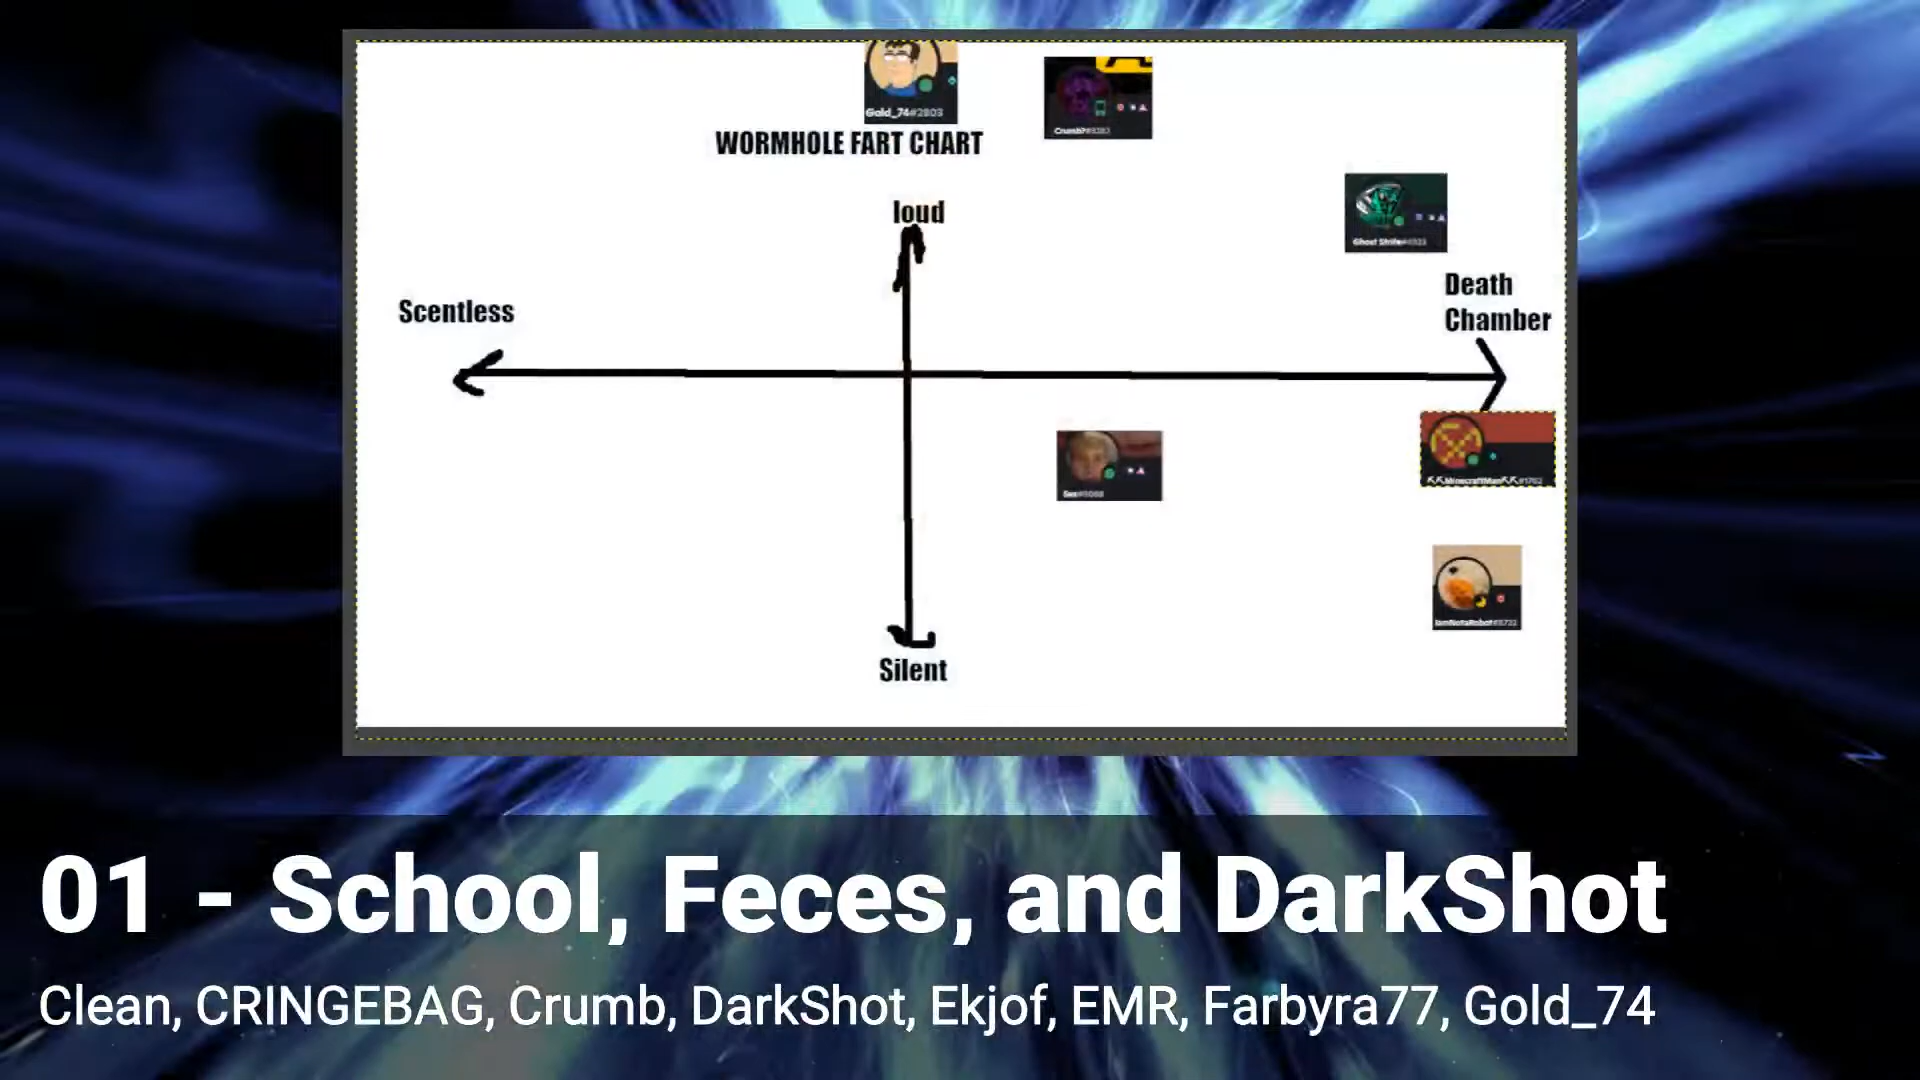 Gold_74#2803
WORMHOLE FART CHART
loud
Scentless
Death
Chamber
Silent
01 - School, Feces, and DarkShot
Clean, CRINGEBAG, Crumb, DarkShot, Ekjof, EMR, Farbyra77, Gold_74